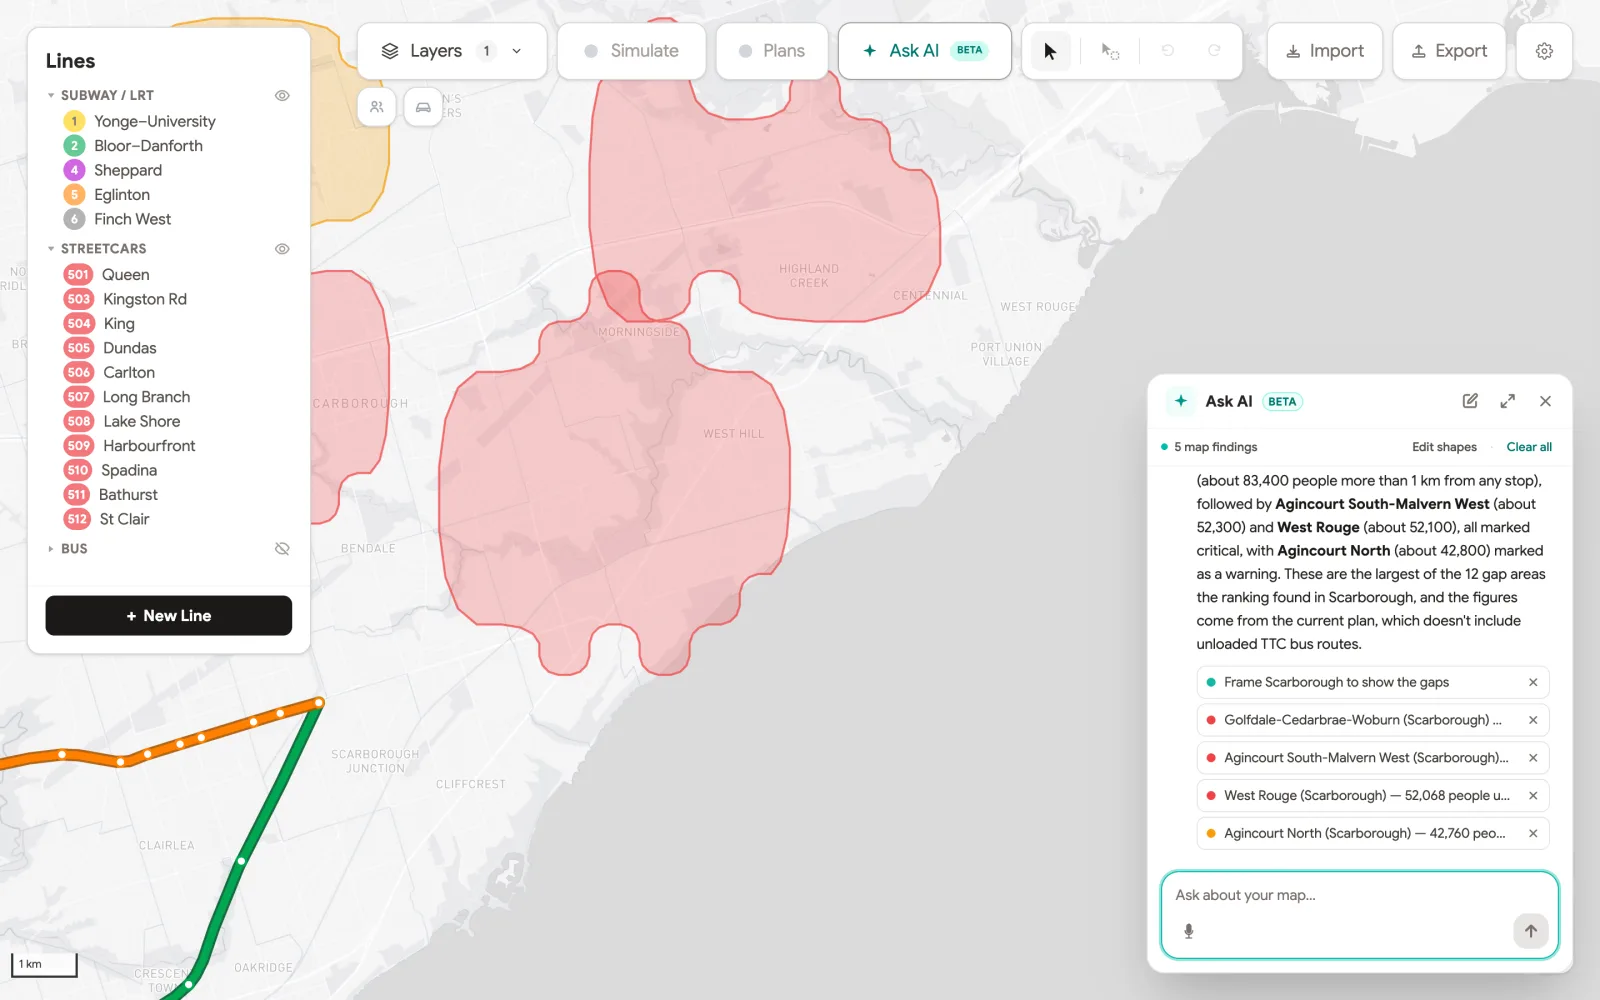 Lines
SUBWAY / LRT
1 Yonge–University
2 Bloor–Danforth
4 Sheppard
5 Eglinton
6 Finch West
STREETCARS
501 Queen
503 Kingston Rd
504 King
505 Dundas
506 Carlton
507 Long Branch
508 Lake Shore
509 Harbourfront
510 Spadina
511 Bathurst
512 St Clair
BUS
+ New Line
Layers 1
Simulate
Plans
Ask AI BETA
Import
Export
HIGHLAND
CREEK
CENTENNIAL
WEST ROUGE
MORNINGSIDE
PORT UNION
VILLAGE
CARBOROUGH
WEST HILL
BENDALE
SCARBOROUGH
JUNCTION
CLIFFCREST
CLAIRLEA
CRESCENT
TOWN
OAKRIDGE
1 km
Ask AI BETA
5 map findings
Edit shapes · Clear all
(about 83,400 people more than 1 km from any stop),
followed by Agincourt South-Malvern West (about
52,300) and West Rouge (about 52,100), all marked
critical, with Agincourt North (about 42,800) marked
as a warning. These are the largest of the 12 gap areas
the ranking found in Scarborough, and the figures
come from the current plan, which doesn't include
unloaded TTC bus routes.
Frame Scarborough to show the gaps
Golfdale-Cedarbrae-Woburn (Scarborough) ...
Agincourt South-Malvern West (Scarborough)...
West Rouge (Scarborough) — 52,068 people u...
Agincourt North (Scarborough) — 42,760 peo...
Ask about your map...